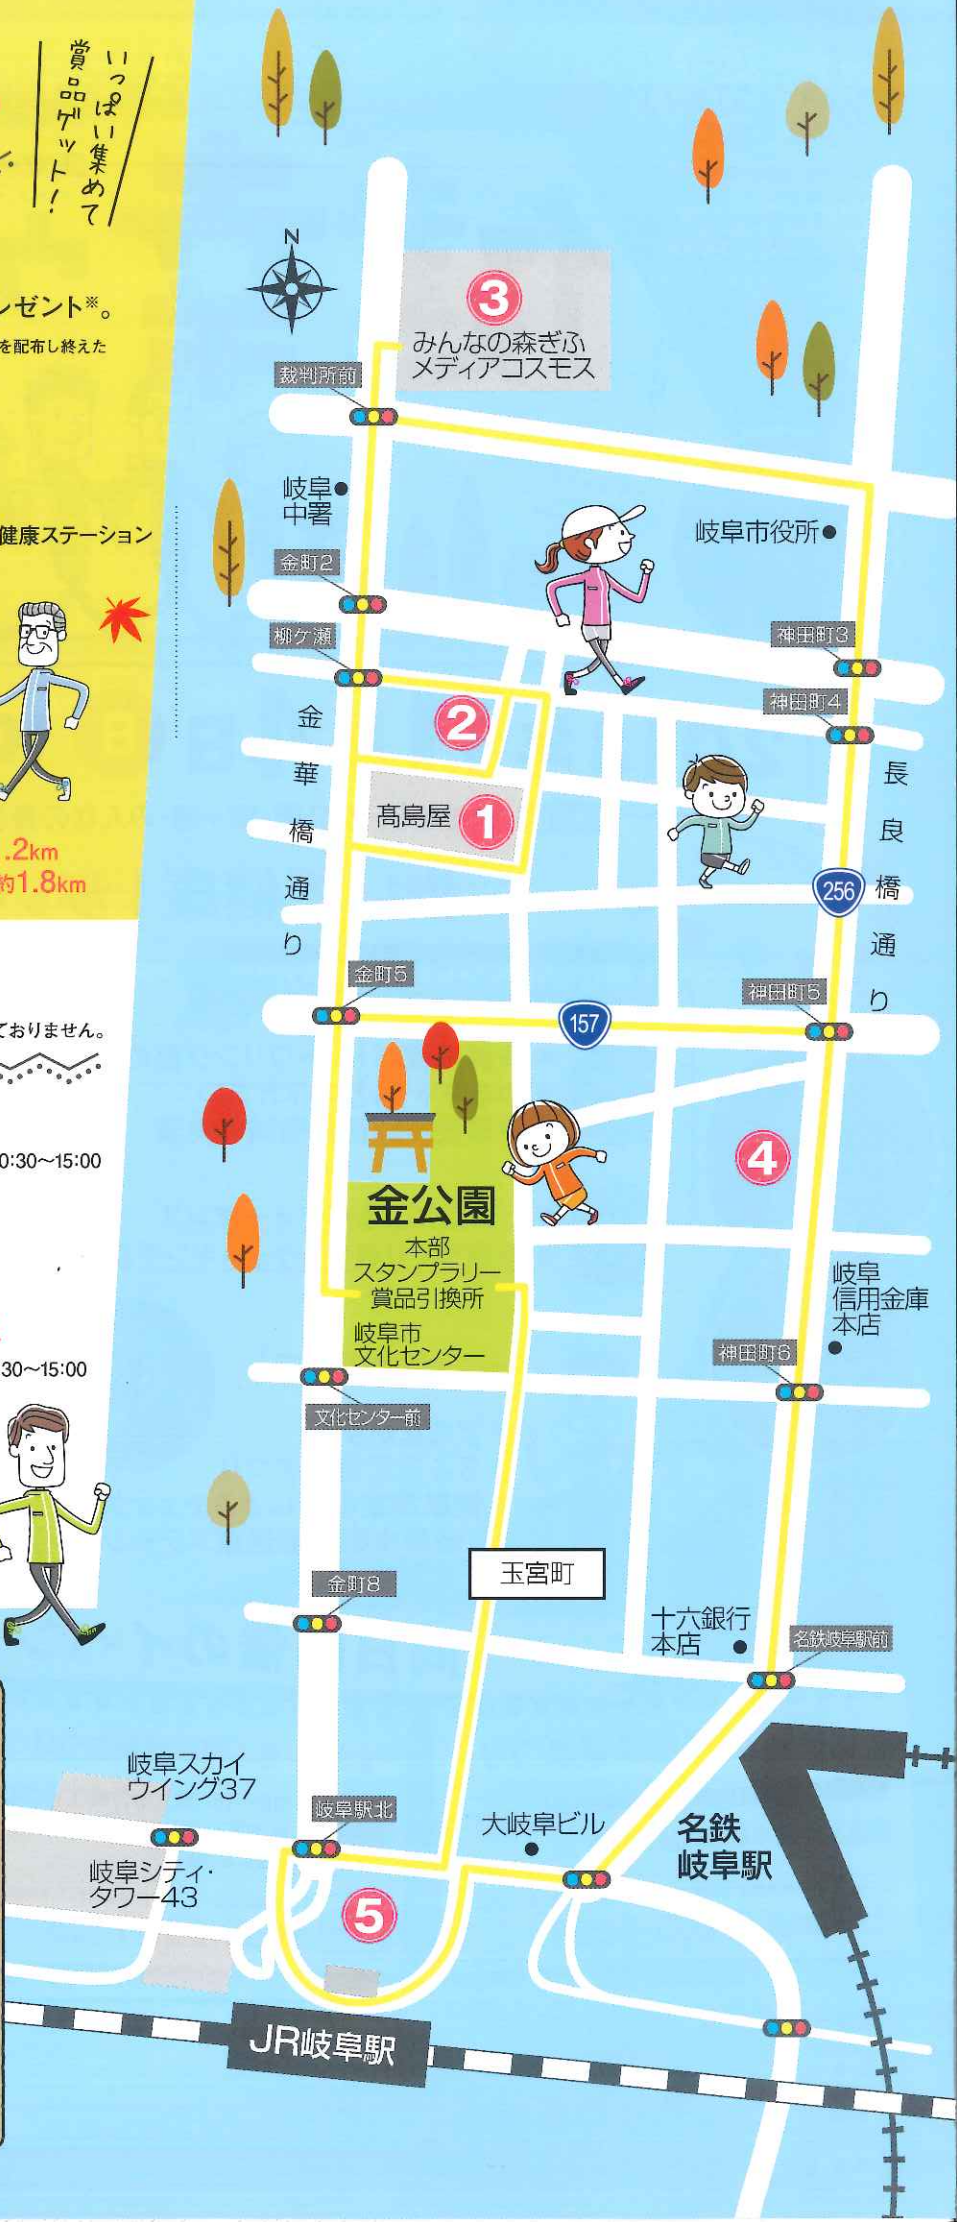 いっぱい集めて
賞品ゲット!
レゼント※。
を配布し終えた
健康ステーション
.2km
約1.8km
ておりません。
0:30〜15:00
30〜15:00
N
3
みんなの森ぎふ
メディアコスモス
裁判所前
岐阜
中署
岐阜市役所
金町2
柳ケ瀬
神田町3
神田町4
2
金華橋通り
髙島屋
1
長良橋通り
256
金町5
神田町5
157
4
金公園
本部
スタンプラリー
賞品引換所
岐阜市
文化センター
岐阜
信用金庫
本店
神田町6
文化センター前
玉宮町
金町8
十六銀行
本店
名鉄岐阜駅前
岐阜スカイ
ウイング37
岐阜駅北
大岐阜ビル
名鉄
岐阜駅
岐阜シティ・
タワー43
5
JR岐阜駅